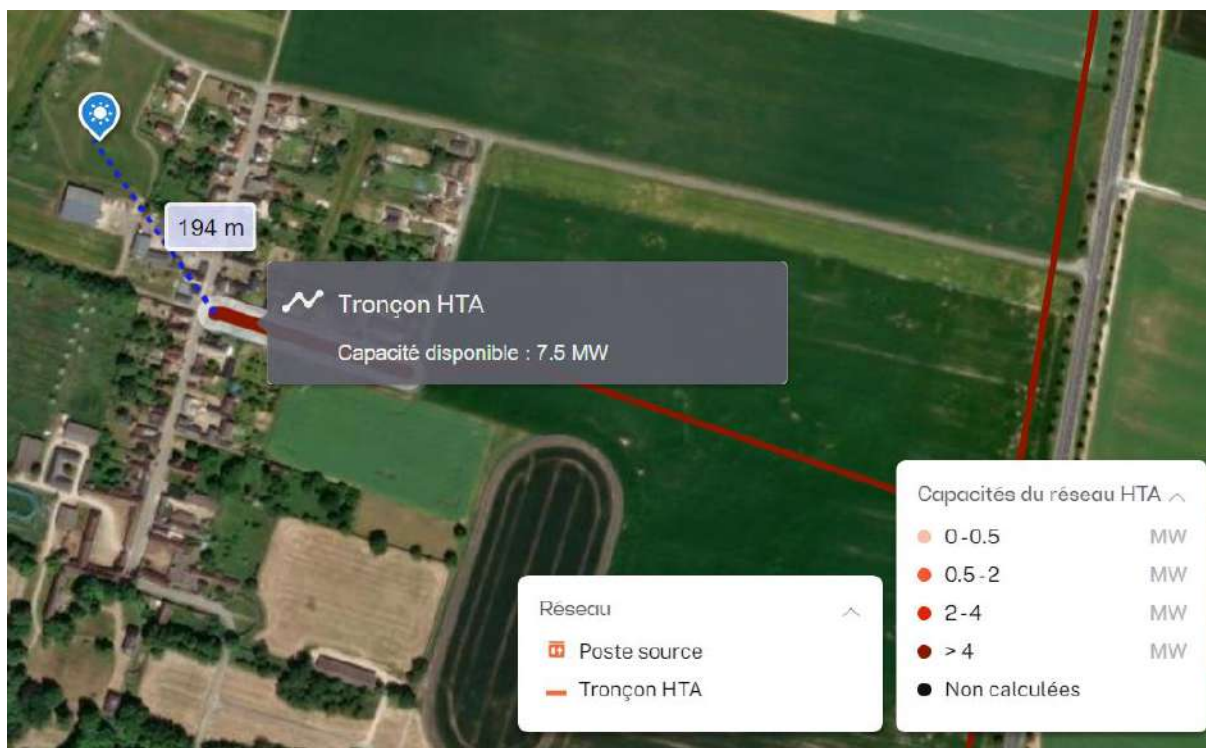 194 m
Tronçon HTA
Capacité disponible : 7.5 MW
Capacités du réseau HTA
0-0.5 MW
0.5-2 MW
2-4 MW
> 4 MW
Non calculées
Réseau
Poste source
Tronçon HTA